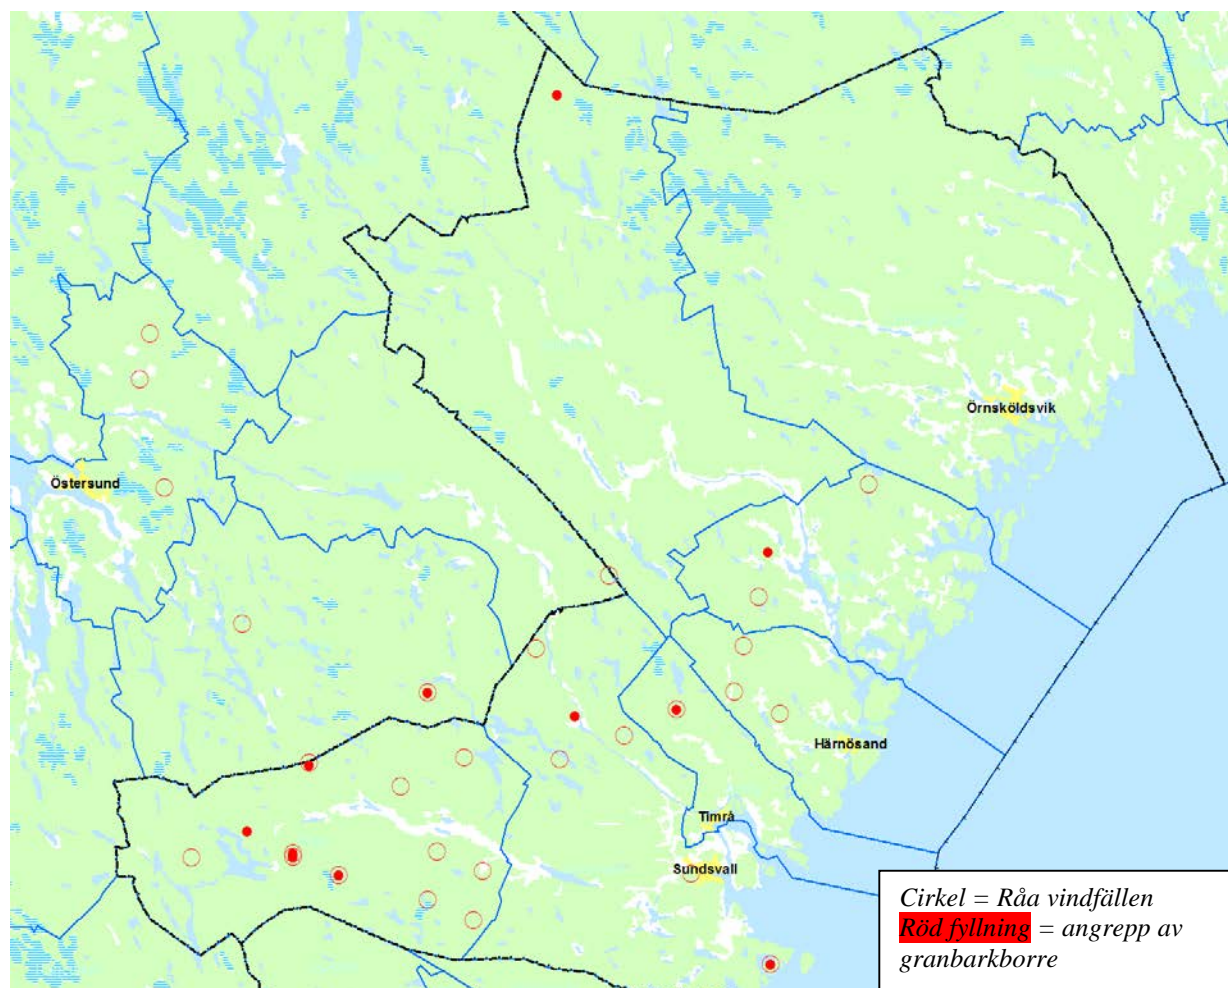 Örnsköldsvik
Östersund
Härnösand
Timrå
Sundsvall
Cirkel = Råa vindfällen
Röd fyllning = angrepp av
granbarkborre